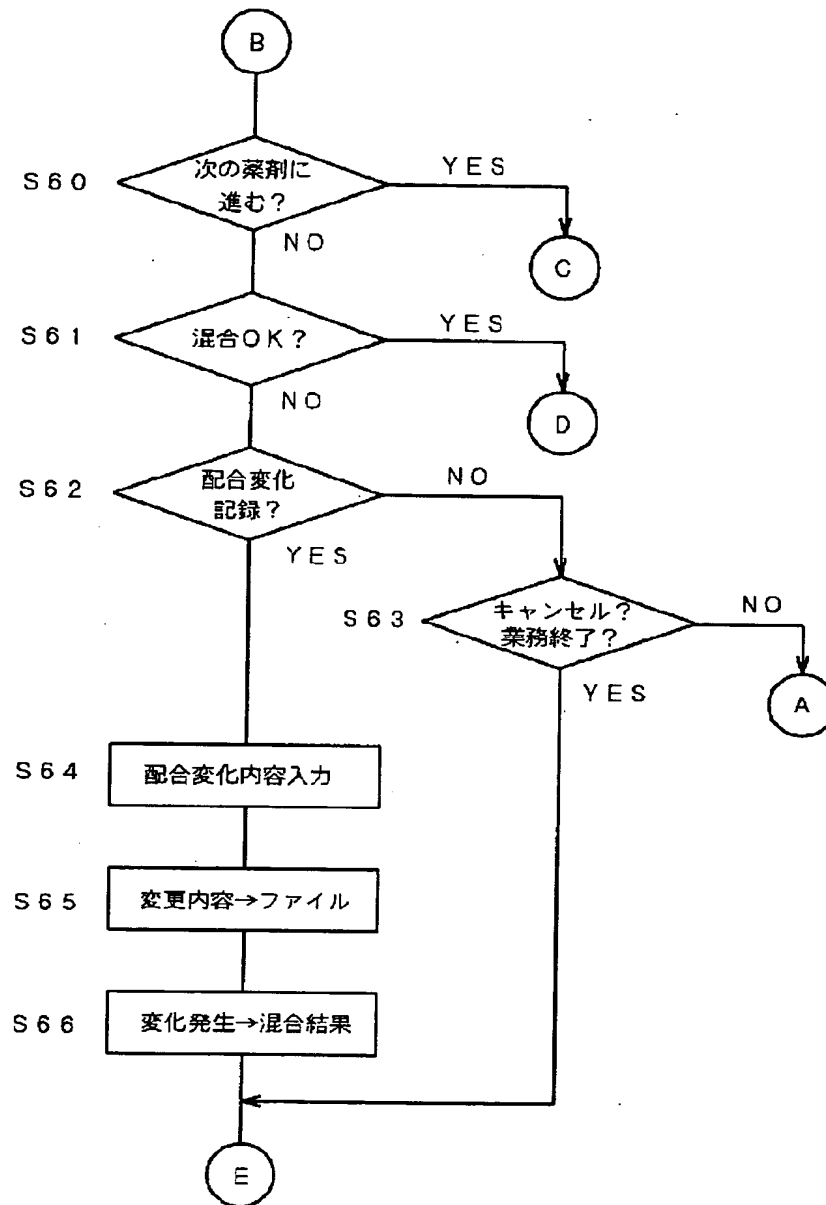 B
S60
次の薬剤に
進む?
YES
NO
C
S61
混合OK?
YES
NO
D
S62
配合変化
記録?
NO
YES
S63
キャンセル?
業務終了?
NO
YES
A
S64
配合変化内容入力
S65
変更内容→ファイル
S66
変化発生→混合結果
E